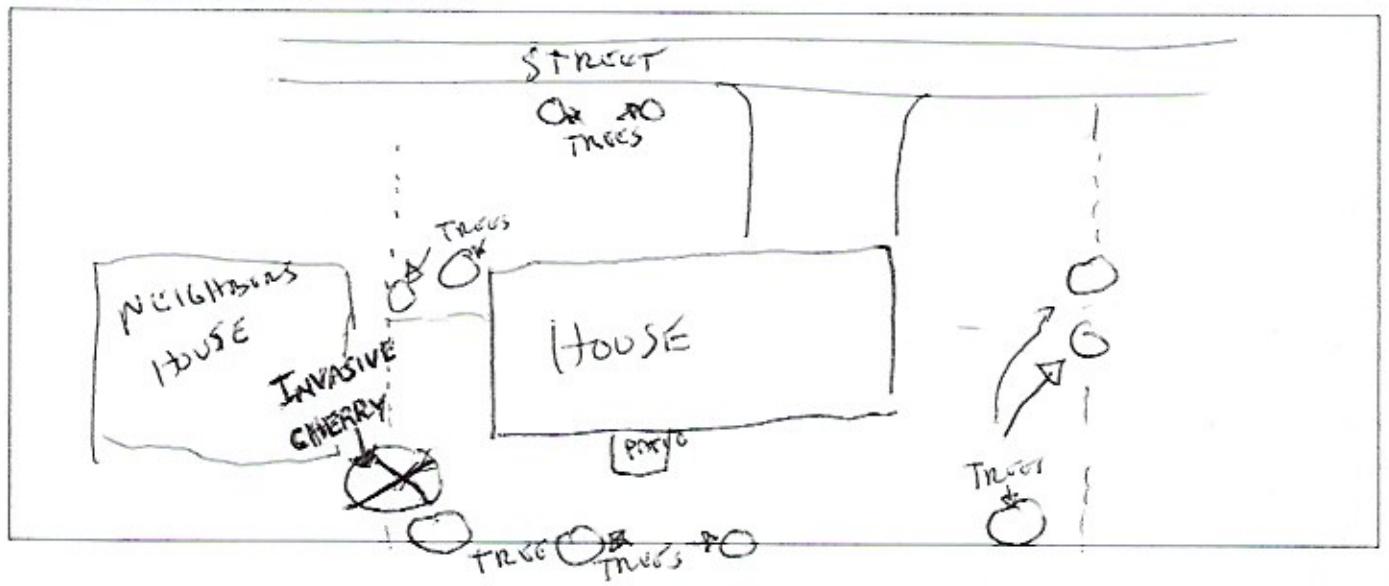 STREET
TREES
TREES
NEIGHBORS
HOUSE
HOUSE
INVASIVE
CHERRY
PATIO
TREES
TREE
TREES